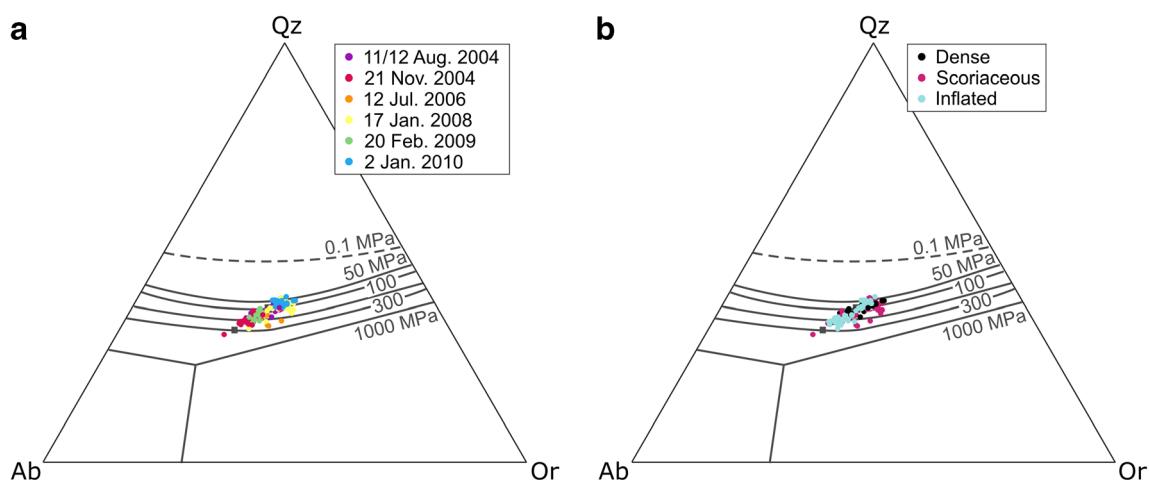 a
Qz
11/12 Aug. 2004
21 Nov. 2004
12 Jul. 2006
17 Jan. 2008
20 Feb. 2009
2 Jan. 2010
0.1 MPa
50 MPa
100
300
1000 MPa
Ab
Or
b
Qz
Dense
Scoriaceous
Inflated
0.1 MPa
50 MPa
100
300
1000 MPa
Ab
Or